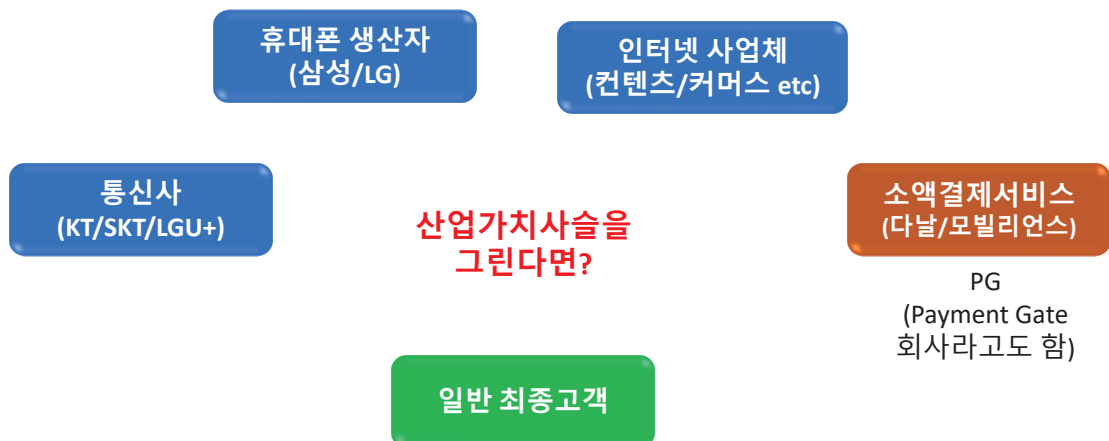 휴대폰 생산자
(삼성/LG)
인터넷 사업체
(컨텐츠/커머스 etc)
통신사
(KT/SKT/LGU+)
산업가치사슬을
그린다면?
소액결제서비스
(다날/모빌리언스)
PG
(Payment Gate
회사라고도 함)
일반 최종고객